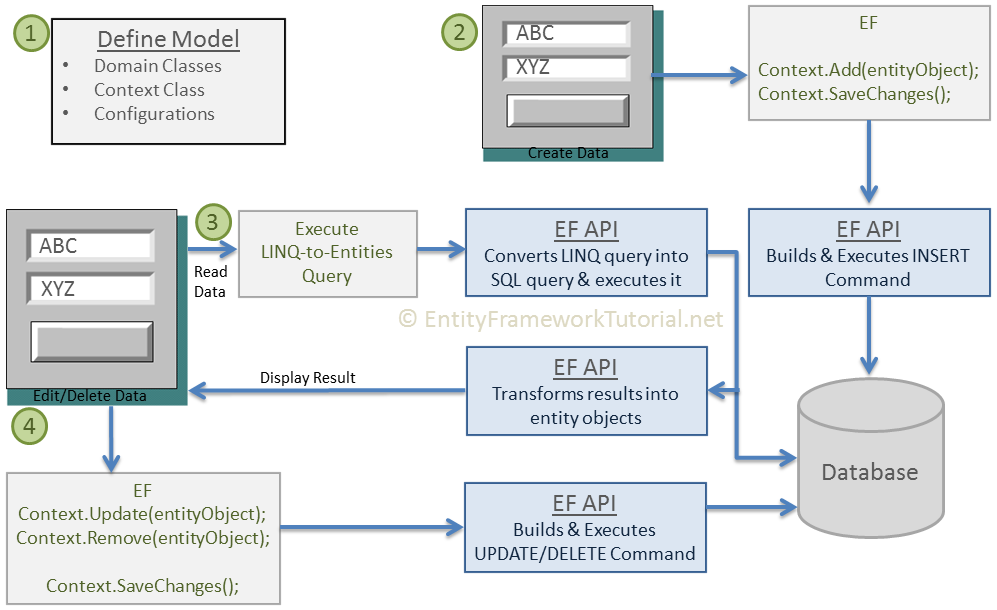 1
Define Model
• Domain Classes
• Context Class
• Configurations
2
ABC
XYZ
Create Data
EF
Context.Add(entityObject);
Context.SaveChanges();
EF API
Builds & Executes INSERT
Command
3
ABC
XYZ
Edit/Delete Data
Read
Data
Execute
LINQ-to-Entities
Query
EF API
Converts LINQ query into
SQL query & executes it
© EntityFrameworkTutorial.net
EF API
Transforms results into
entity objects
Display Result
4
EF
Context.Update(entityObject);
Context.Remove(entityObject);
Context.SaveChanges();
EF API
Builds & Executes
UPDATE/DELETE Command
Database